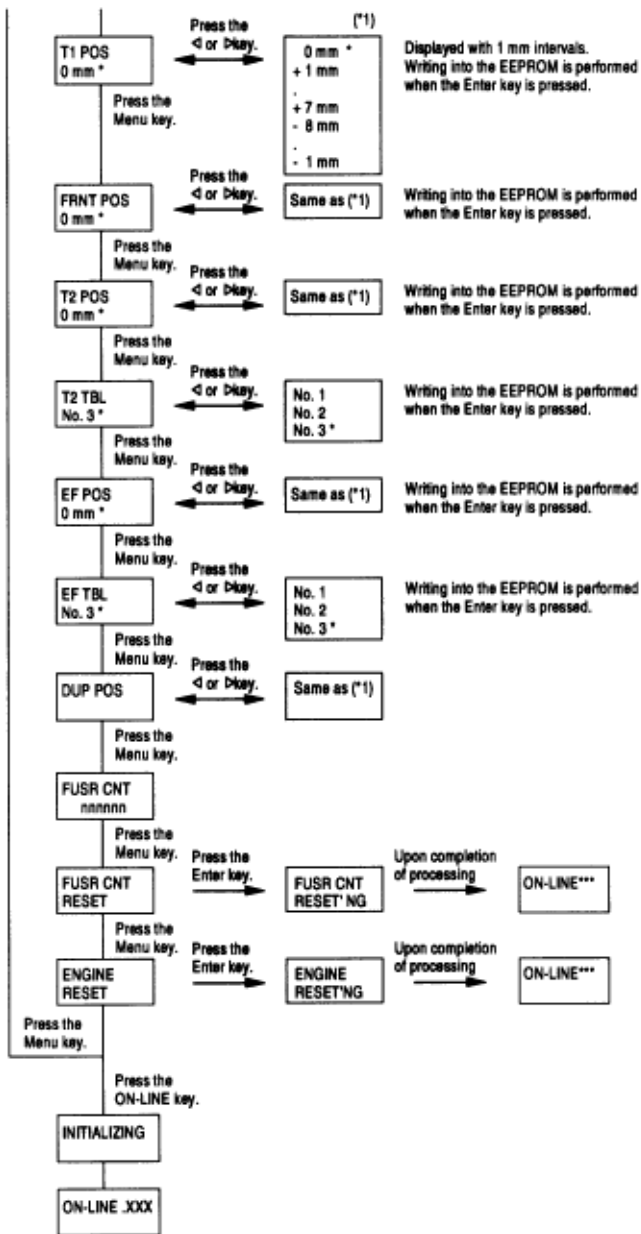 (*1)
T1 POS
0 mm *
Press the
◁ or ▷key.
0 mm *
+ 1 mm
.
+ 7 mm
- 8 mm
.
- 1 mm
Displayed with 1 mm intervals.
Writing into the EEPROM is performed
when the Enter key is pressed.
Press the
Menu key.
FRNT POS
0 mm *
Press the
◁ or ▷key.
Same as (*1)
Writing into the EEPROM is performed
when the Enter key is pressed.
Press the
Menu key.
T2 POS
0 mm *
Press the
◁ or ▷key.
Same as (*1)
Writing into the EEPROM is performed
when the Enter key is pressed.
Press the
Menu key.
T2 TBL
No. 3 *
Press the
◁ or ▷key.
No. 1
No. 2
No. 3 *
Writing into the EEPROM is performed
when the Enter key is pressed.
Press the
Menu key.
EF POS
0 mm *
Press the
◁ or ▷key.
Same as (*1)
Writing into the EEPROM is performed
when the Enter key is pressed.
Press the
Menu key.
EF TBL
No. 3 *
Press the
◁ or ▷key.
No. 1
No. 2
No. 3 *
Writing into the EEPROM is performed
when the Enter key is pressed.
Press the
Menu key.
DUP POS
Press the
◁ or ▷key.
Same as (*1)
Press the
Menu key.
FUSR CNT
nnnnnn
Press the
Menu key.
FUSR CNT
RESET
Press the
Enter key.
FUSR CNT
RESET' NG
Upon completion
of processing
ON-LINE***
Press the
Menu key.
ENGINE
RESET
Press the
Enter key.
ENGINE
RESET'NG
Upon completion
of processing
ON-LINE***
Press the
Menu key.
Press the
ON-LINE key.
INITIALIZING
ON-LINE .XXX